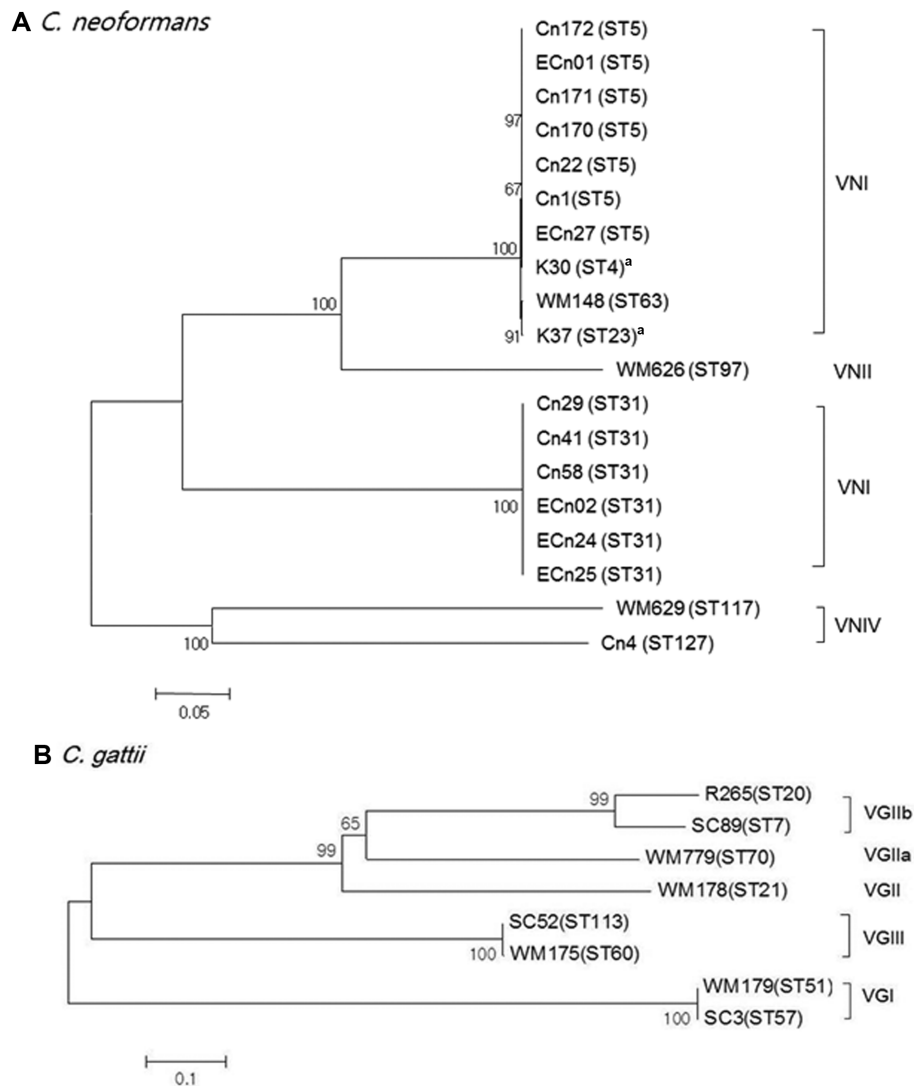 A C. neoformans
Cn172 (ST5)
ECn01 (ST5)
Cn171 (ST5)
97
Cn170 (ST5)
Cn22 (ST5)
VNI
67
Cn1(ST5)
ECn27 (ST5)
100
K30 (ST4)a
100
WM148 (ST63)
91
K37 (ST23)a
WM626 (ST97)
VNII
Cn29 (ST31)
Cn41 (ST31)
Cn58 (ST31)
VNI
100
ECn02 (ST31)
ECn24 (ST31)
ECn25 (ST31)
WM629 (ST117)
VNIV
100
Cn4 (ST127)
0.05
B C. gattii
99
R265(ST20)
VGIIb
SC89(ST7)
65
99
WM779(ST70)
VGIIa
WM178(ST21)
VGII
SC52(ST113)
VGIII
100
WM175(ST60)
WM179(ST51)
VGI
100
SC3(ST57)
0.1